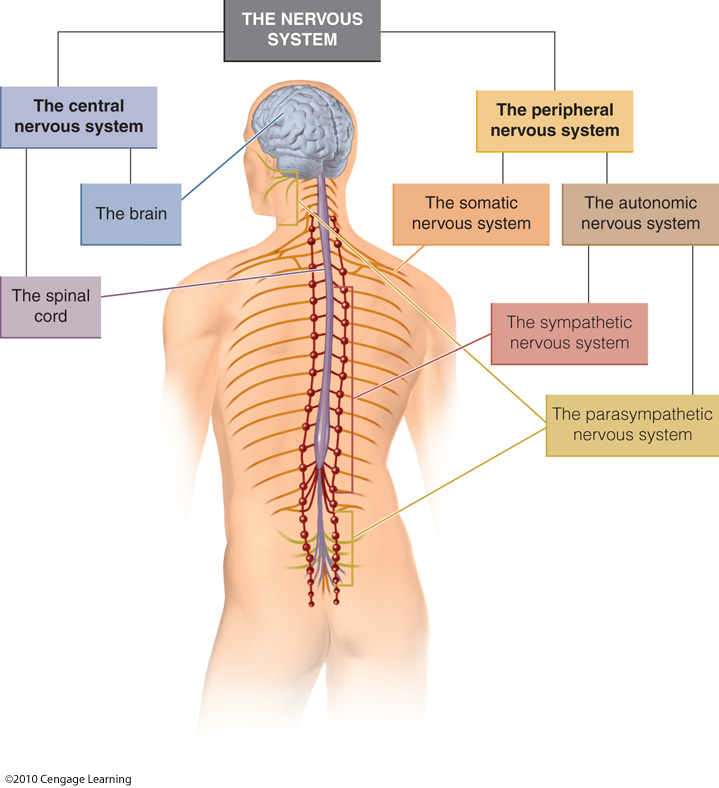 THE NERVOUS
SYSTEM
The central
nervous system
The peripheral
nervous system
The brain
The somatic
nervous system
The autonomic
nervous system
The spinal
cord
The sympathetic
nervous system
The parasympathetic
nervous system
©2010 Cengage Learning